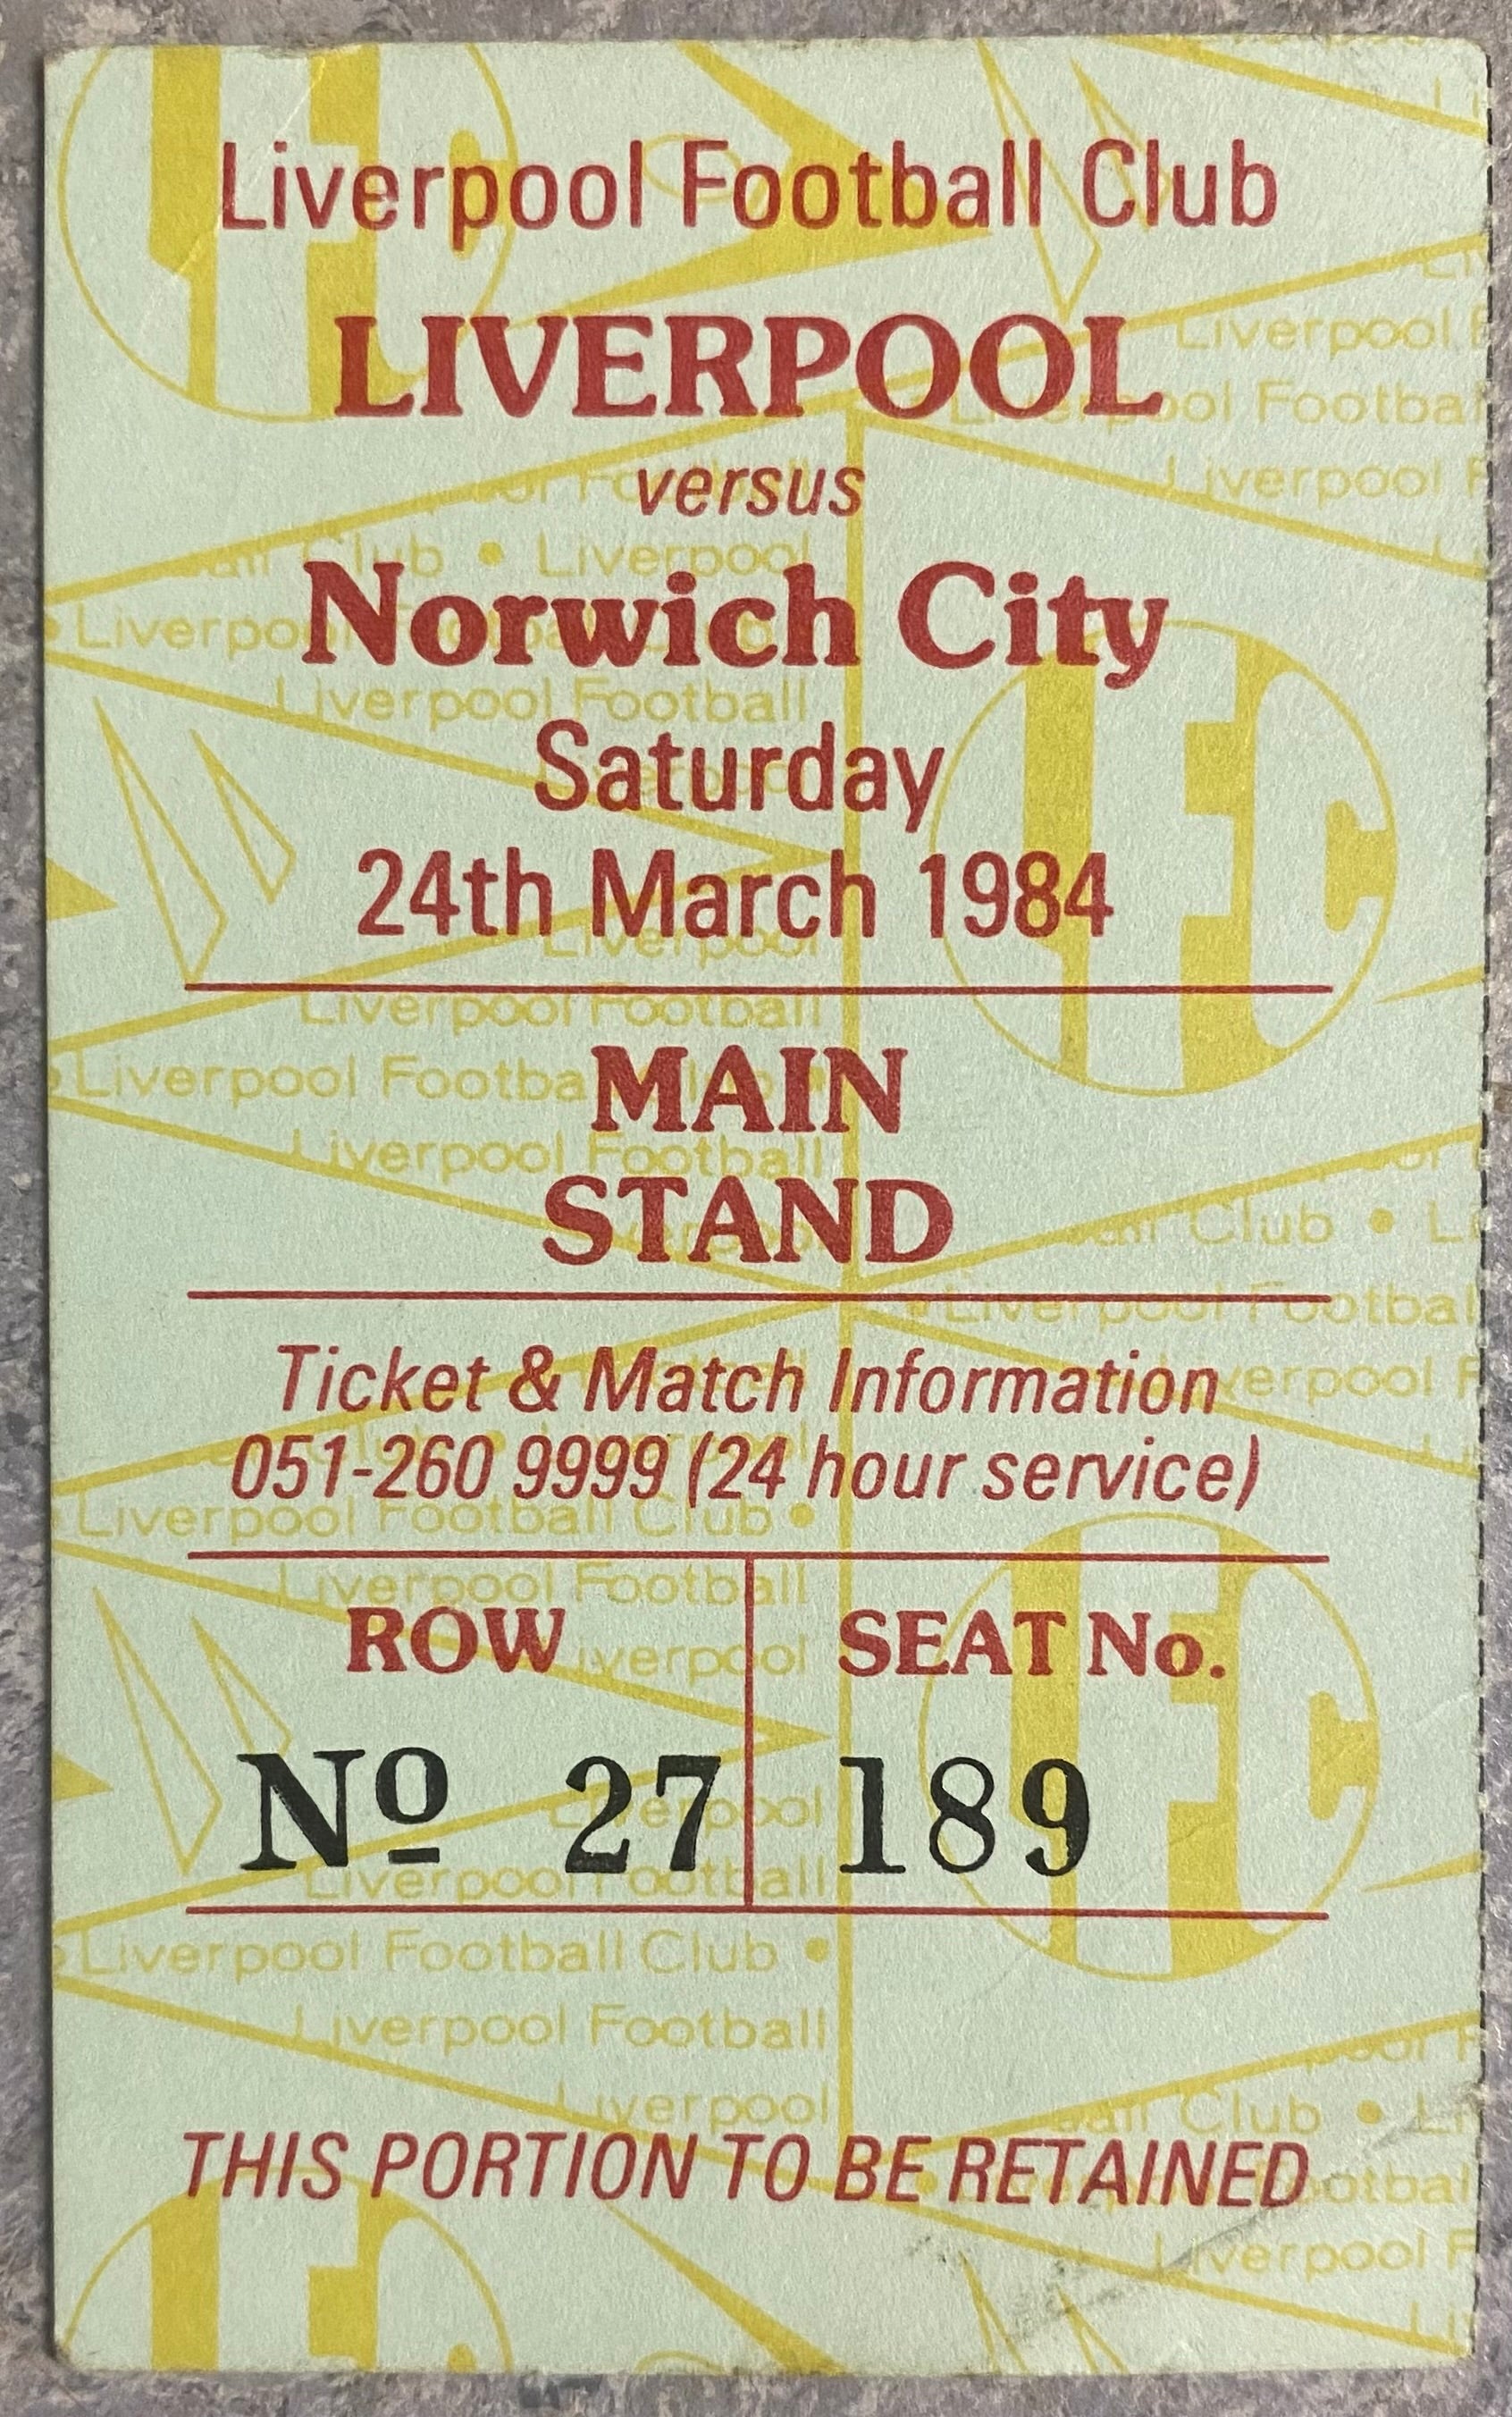 Liverpool Football Club
LIVERPOOL
versus
Norwich City
Saturday
24th March 1984
MAIN
STAND
Ticket & Match Information
051-260 9999 (24 hour service)
ROW SEAT No.
Nº 27 189
THIS PORTION TO BE RETAINED